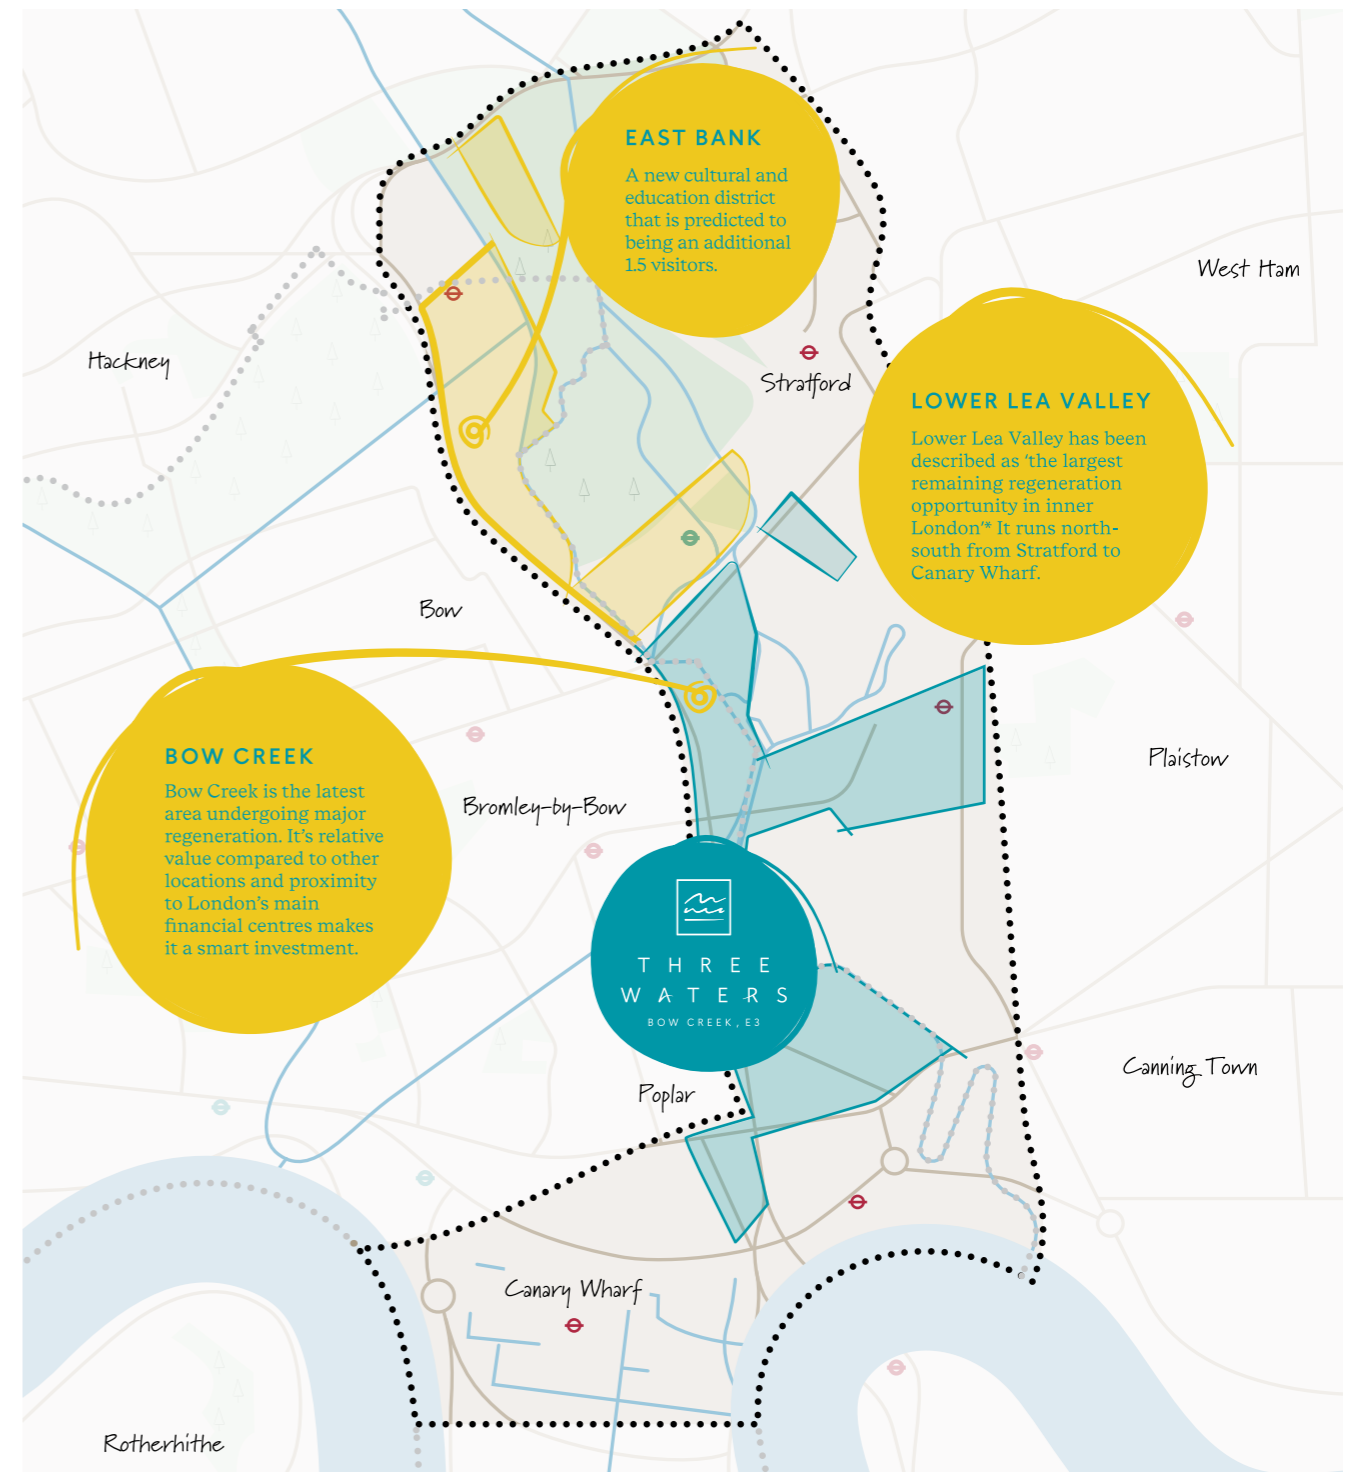 EAST BANK
A new cultural and
education district
that is predicted to
being an additional
1.5 visitors.
West Ham
Hackney
Stratford
LOWER LEA VALLEY
Lower Lea Valley has been
described as ‘the largest
remaining regeneration
opportunity in inner
London’* It runs north-
south from Stratford to
Canary Wharf.
Bow
BOW CREEK
Bow Creek is the latest
area undergoing major
regeneration. It’s relative
value compared to other
locations and proximity
to London’s main
financial centres makes
it a smart investment.
Plaistow
Bromley-by-Bow
THREE
WATERS
BOW CREEK, E3
Poplar
Canning Town
Canary Wharf
Rotherhithe